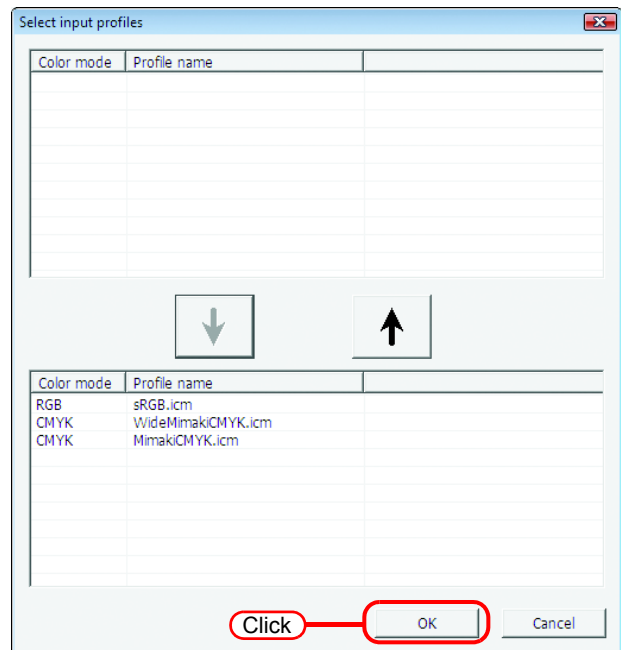 Select input profiles
Color mode Profile name
Color mode Profile name
RGB sRGB.icm
CMYK WideMimakiCMYK.icm
CMYK MimakiCMYK.icm
Click OK Cancel